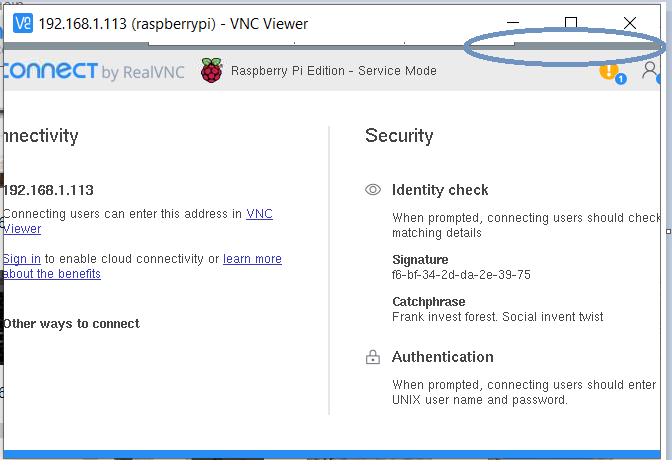 192.168.1.113 (raspberrypi) - VNC Viewer
connect by RealVNC Raspberry Pi Edition - Service Mode
1
nnectivity
192.168.1.113
Connecting users can enter this address in VNC
Viewer
Sign in to enable cloud connectivity or learn more
about the benefits
Other ways to connect
Security
Identity check
When prompted, connecting users should check
matching details
Signature
f6-bf-34-2d-da-2e-39-75
Catchphrase
Frank invest forest. Social invent twist
Authentication
When prompted, connecting users should enter
UNIX user name and password.